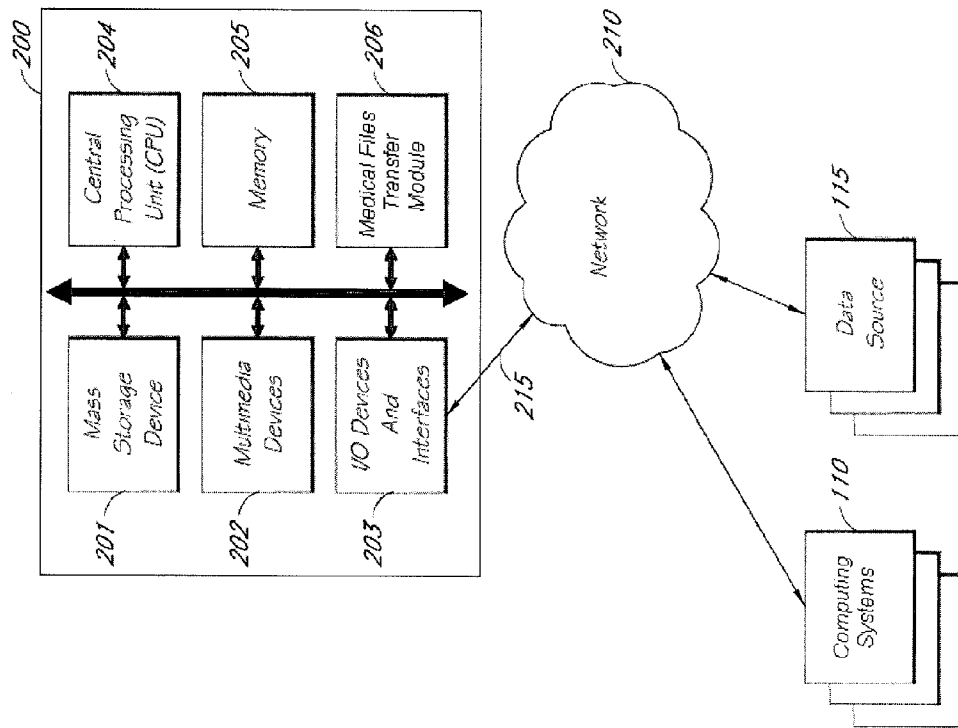 200
Mass
Storage
Device
201
Central
Processing
Unit (CPU)
204
Multimedia
Devices
202
Memory
205
I/O Devices
And
Interfaces
203
Medical Files
Transfer
Module
206
215
Network
210
Computing
Systems
110
Data
Source
115